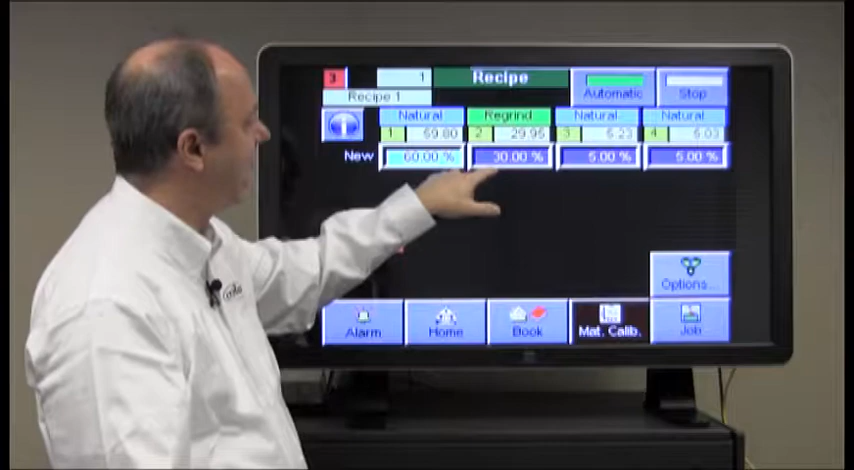 3 1 Recipe
Recipe 1 Automatic Stop
Natural Regrind Natural Natural
1 59.80 2 29.95 3 5.23 4 5.03
New 60.00 % 30.00 % 5.00 % 5.00 %
Options...
Alarm Home Book Mat. Calib. Job